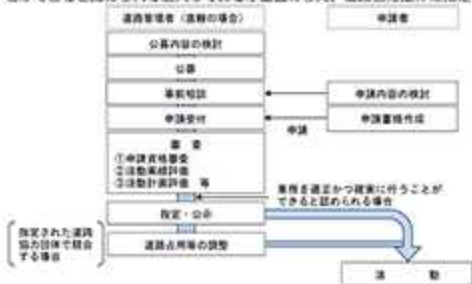 道路管理者（直轄の場合）
申請者
公募内容の検討
公募
事前相談
申請内容の検討
申請受付
申請書類作成
申請
審 査
①申請資格審査
②活動実績評価
③活動計画評価 等
業務を適正かつ確実に行うことが
できると認められる場合
指定・公示
指定された道路
協力団体で競合
する場合
道路占用等の調整
活 動